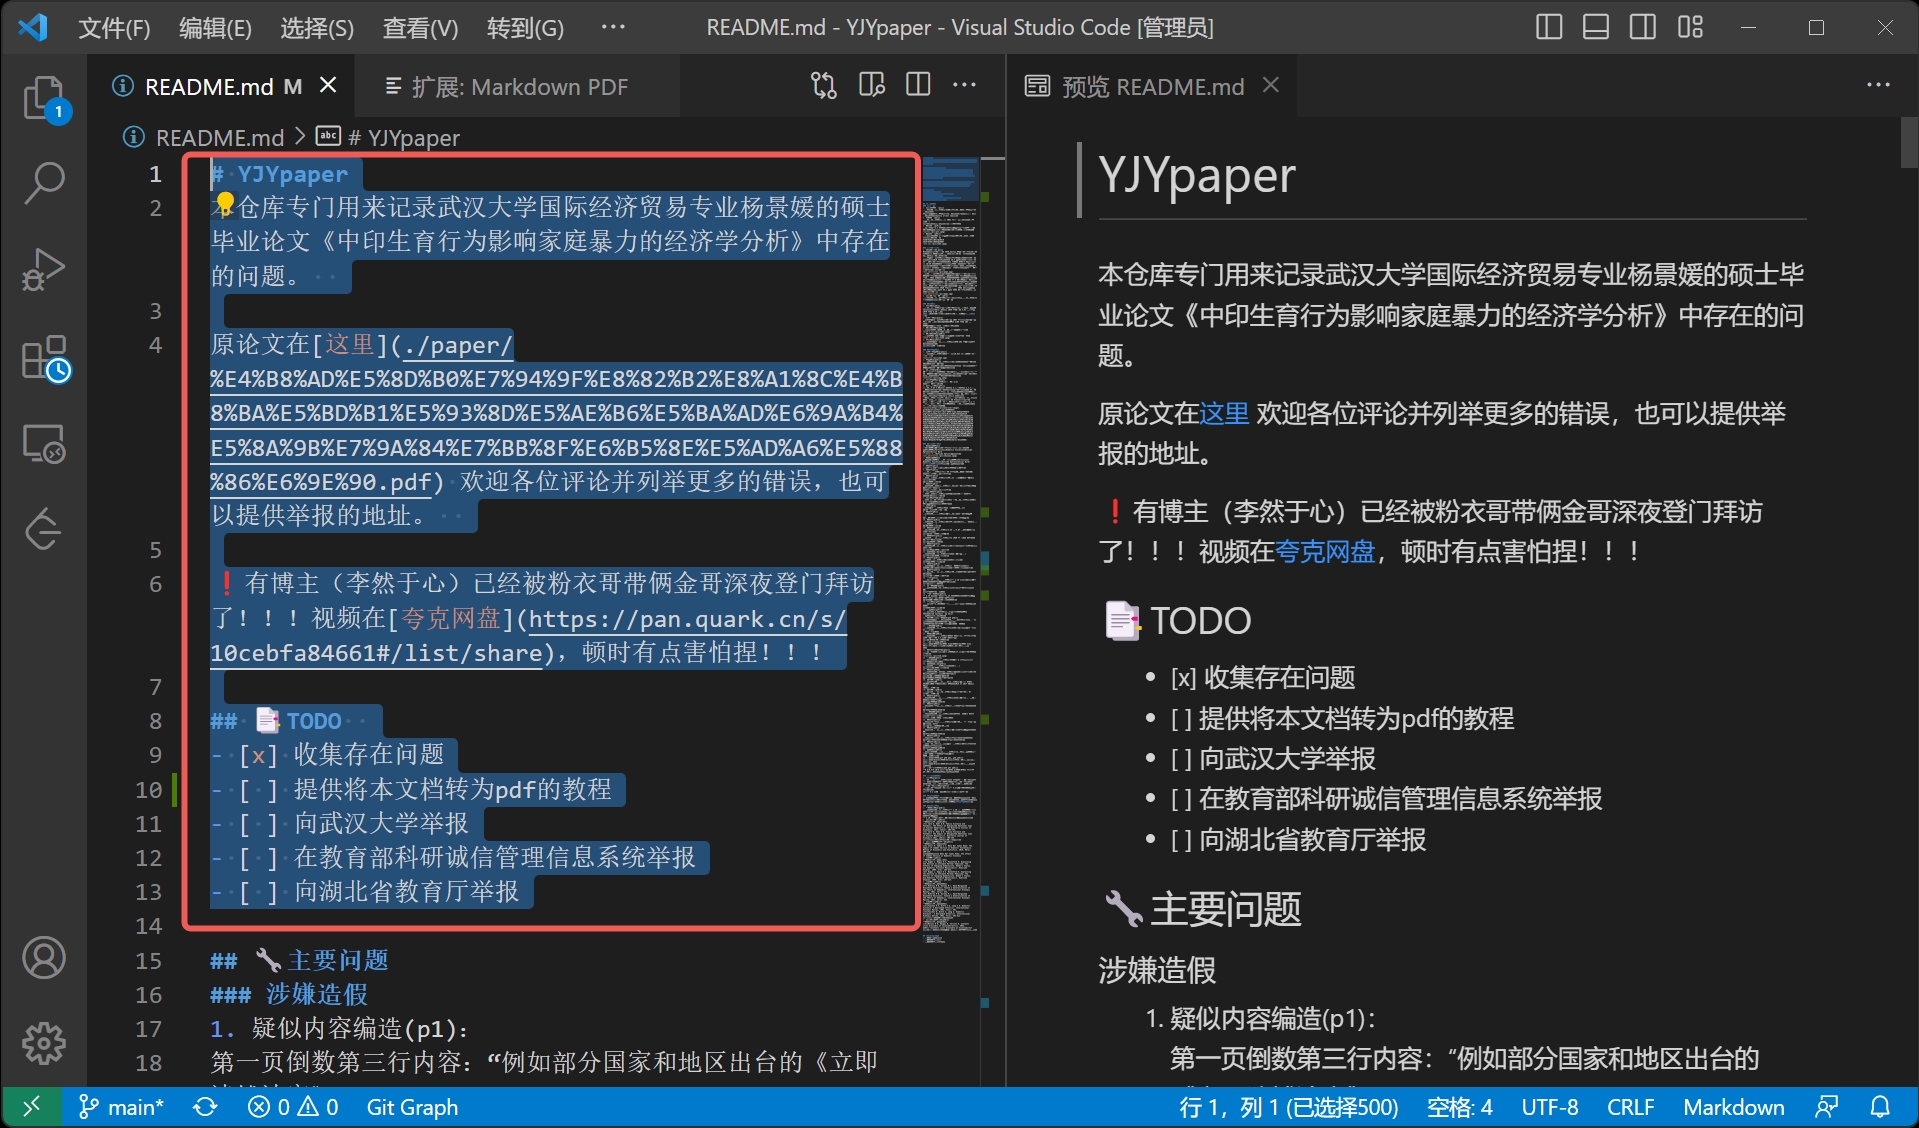 文件(F) 编辑(E) 选择(S) 查看(V) 转到(G) ··· README.md - YJYpaper - Visual Studio Code [管理员]
README.md M 扩展: Markdown PDF
预览 README.md
README.md > # YJYpaper
1 # YJYpaper
2 本仓库专门用来记录武汉大学国际经济贸易专业杨景媛的硕士
毕业论文《中印生育行为影响家庭暴力的经济学分析》中存在
的问题。
3
4 原论文在[这里](./paper/
%E4%B8%AD%E5%8D%B0%E7%94%9F%E8%82%B2%E8%A1%8C%E4%B
8%BA%E5%BD%B1%E5%93%8D%E5%AE%B6%E5%BA%AD%E6%9A%B4%
E5%8A%9B%E7%9A%84%E7%BB%8F%E6%B5%8E%E5%AD%A6%E5%88
%86%E6%9E%90.pdf) 欢迎各位评论并列举更多的错误，也可
以提供举报的地址。
5
6 ❗有博主（李然于心）已经被粉衣哥带俩金哥深夜登门拜访
了！！！视频在[夸克网盘](https://pan.quark.cn/s/
10cebfa84661#/list/share)，顿时有点害怕捏！！！
7
8 ## 📑TODO
9 - [x] 收集存在问题
10 - [ ] 提供将本文档转为pdf的教程
11 - [ ] 向武汉大学举报
12 - [ ] 在教育部科研诚信管理信息系统举报
13 - [ ] 向湖北省教育厅举报
14
15 ## 🔧主要问题
16 ### 涉嫌造假
17 1. 疑似内容编造(p1)：
18 第一页倒数第三行内容：“例如部分国家和地区出台的《立即
YJYpaper
本仓库专门用来记录武汉大学国际经济贸易专业杨景媛的硕士毕
业论文《中印生育行为影响家庭暴力的经济学分析》中存在的问
题。
原论文在这里 欢迎各位评论并列举更多的错误，也可以提供举
报的地址。
❗有博主（李然于心）已经被粉衣哥带俩金哥深夜登门拜访
了！！！视频在夸克网盘，顿时有点害怕捏！！！
📑TODO
• [x] 收集存在问题
• [ ] 提供将本文档转为pdf的教程
• [ ] 向武汉大学举报
• [ ] 在教育部科研诚信管理信息系统举报
• [ ] 向湖北省教育厅举报
🔧主要问题
涉嫌造假
1. 疑似内容编造(p1)：
第一页倒数第三行内容：“例如部分国家和地区出台的
main* 0 0 Git Graph 行 1，列 1 (已选择500) 空格: 4 UTF-8 CRLF Markdown